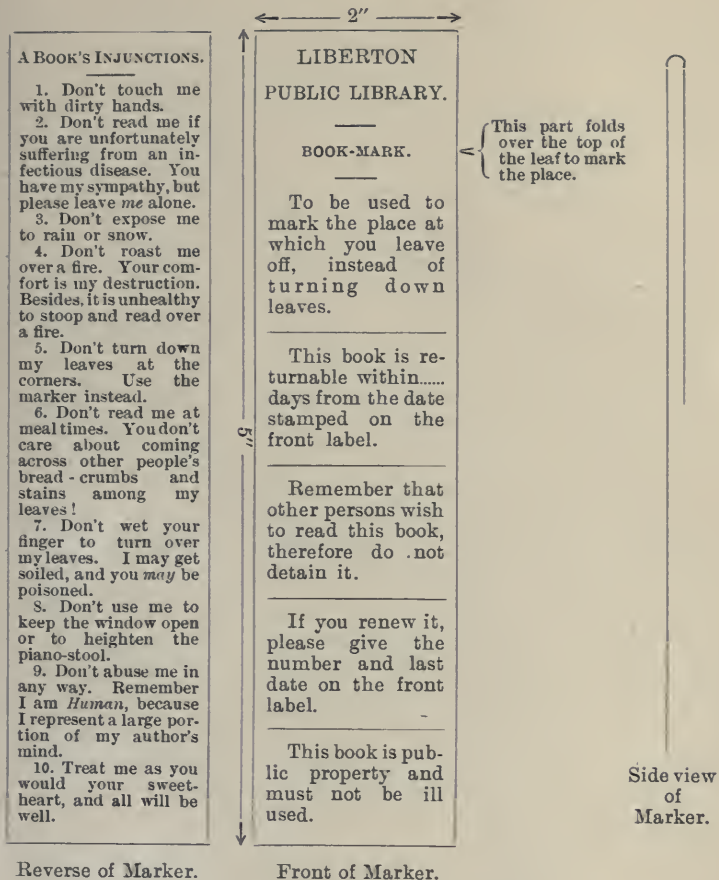 A BOOK'S INJUNCTIONS.
1. Don't touch me
with dirty hands.
2. Don't read me if
you are unfortunately
suffering from an in-
fectious disease. You
have my sympathy, but
please leave me alone.
3. Don't expose me
to rain or snow.
4. Don't roast me
over a fire. Your com-
fort is my destruction.
Besides, it is unhealthy
to stoop and read over
a fire.
5. Don't turn down
my leaves at the
corners. Use the
marker instead.
6. Don't read me at
meal times. You don't
care about coming
across other people's
bread-crumbs and
stains among my
leaves!
7. Don't wet your
finger to turn over
my leaves. I may get
soiled, and you may be
poisoned.
8. Don't use me to
keep the window open
or to heighten the
piano-stool.
9. Don't abuse me in
any way. Remember
I am Human, because
I represent a large por-
tion of my author's
mind.
10. Treat me as you
would your sweet-
heart, and all will be
well.
Reverse of Marker.
2"
5"
LIBERTON
PUBLIC LIBRARY.
BOOK-MARK.
To be used to
mark the place at
which you leave
off, instead of
turning down
leaves.
This book is re-
turnable within......
days from the date
stamped on the
front label.
Remember that
other persons wish
to read this book,
therefore do .not
detain it.
If you renew it,
please give the
number and last
date on the front
label.
This book is pub-
lic property and
must not be ill
used.
Front of Marker.
This part folds
over the top of
the leaf to mark
the place.
Side view
of
Marker.